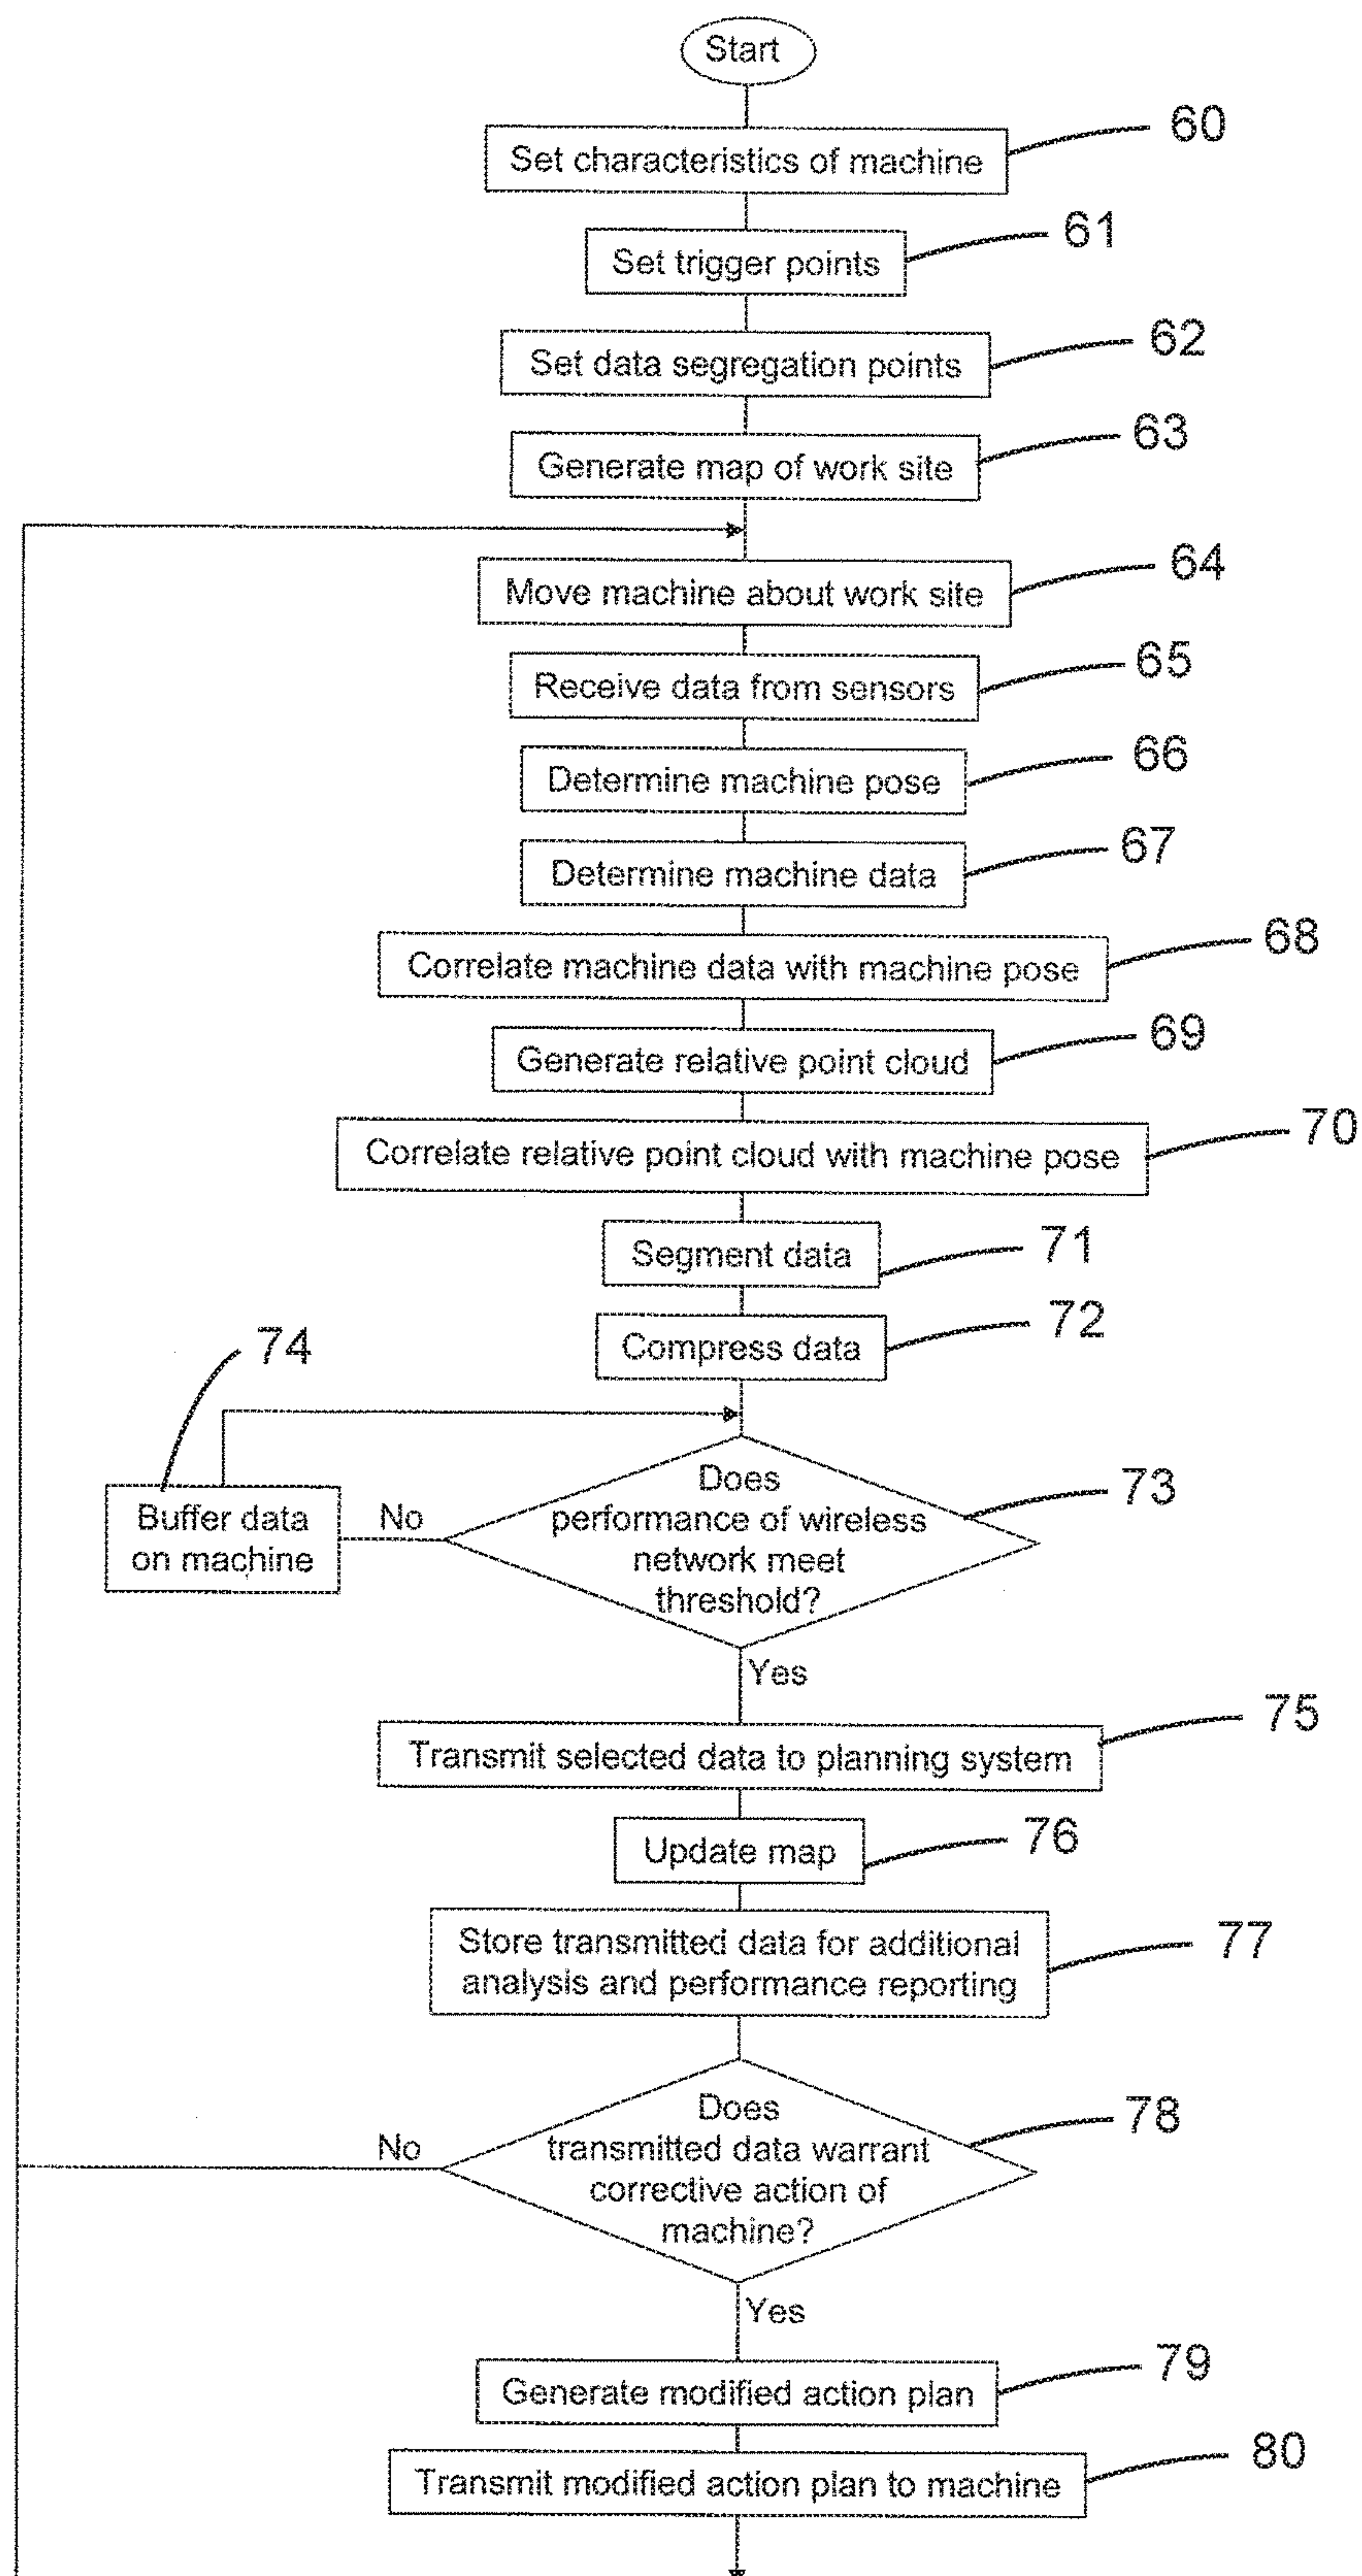 Start
Set characteristics of machine
60
Set trigger points
61
Set data segregation points
62
Generate map of work site
63
Move machine about work site
64
Receive data from sensors
65
Determine machine pose
66
Determine machine data
67
Correlate machine data with machine pose
68
Generate relative point cloud
69
Correlate relative point cloud with machine pose
70
Segment data
71
Compress data
72
74
Buffer data
on machine
No
Does
performance of wireless
network meet
threshold?
73
Yes
Transmit selected data to planning system
75
Update map
76
Store transmitted data for additional
analysis and performance reporting
77
Does
transmitted data warrant
corrective action of
machine?
78
No
Yes
Generate modified action plan
79
Transmit modified action plan to machine
80